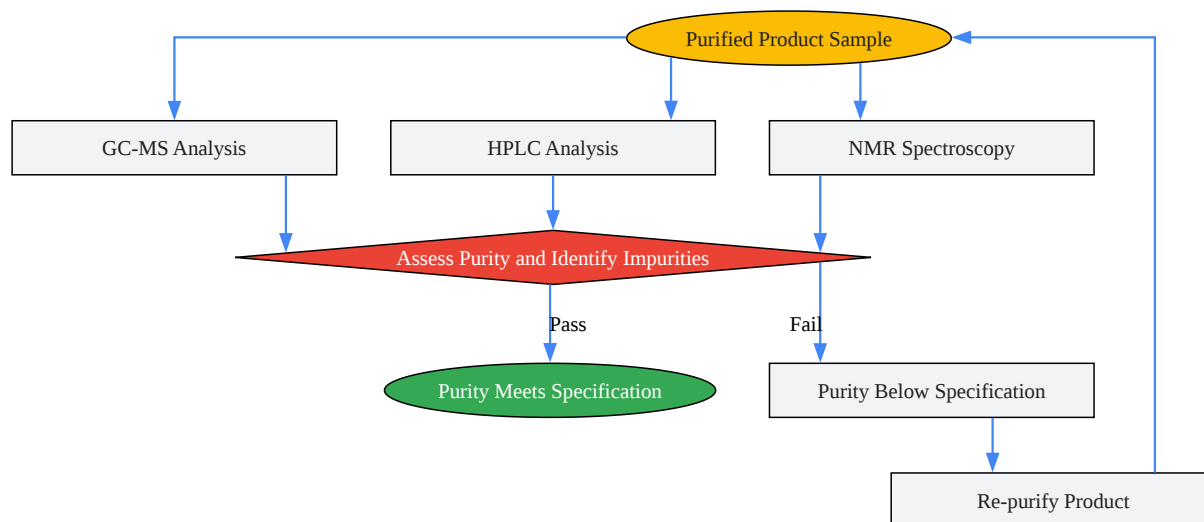 Purified Product Sample
GC-MS Analysis
HPLC Analysis
NMR Spectroscopy
Assess Purity and Identify Impurities
Pass
Fail
Purity Meets Specification
Purity Below Specification
Re-purify Product